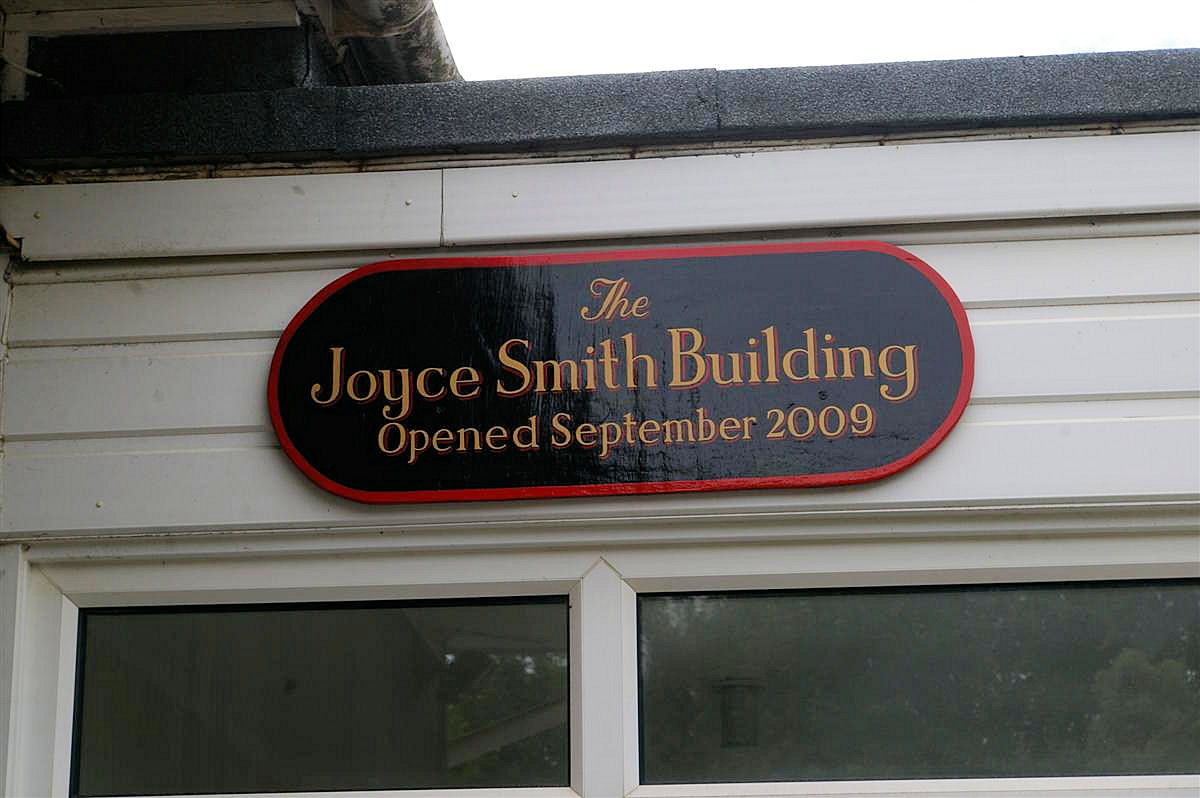 The
Joyce Smith Building
Opened September 2009